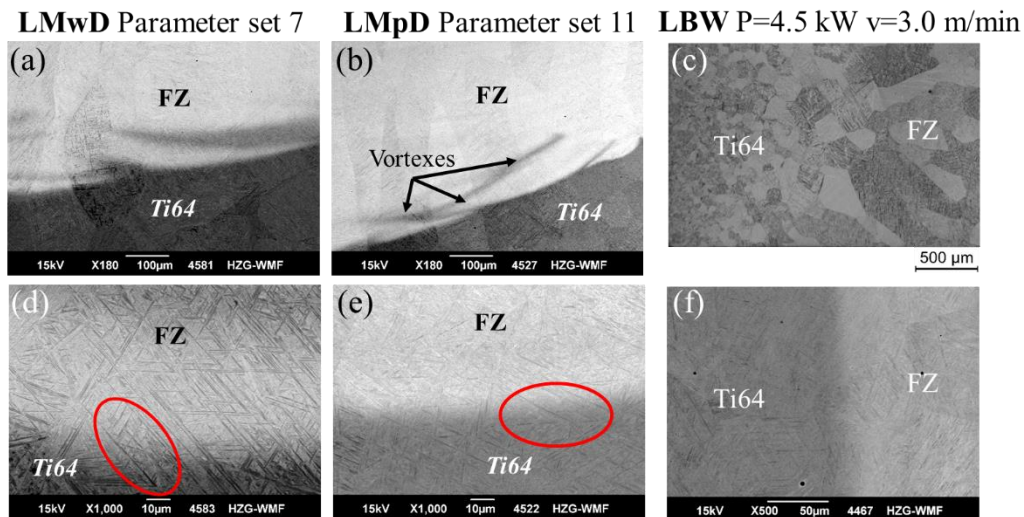 LMwD Parameter set 7
LMpD Parameter set 11
LBW P=4.5 kW v=3.0 m/min
(a)
FZ
Ti64
15kV X180 100µm 4581 HZG-WMF
(b)
FZ
Vortexes
Ti64
15kV X180 100µm 4527 HZG-WMF
(c)
Ti64
FZ
500 µm
(d)
FZ
Ti64
15kV X1,000 10µm 4583 HZG-WMF
(e)
FZ
Ti64
15kV X1,000 10µm 4522 HZG-WMF
(f)
Ti64
FZ
15kV X500 50µm 4467 HZG-WMF